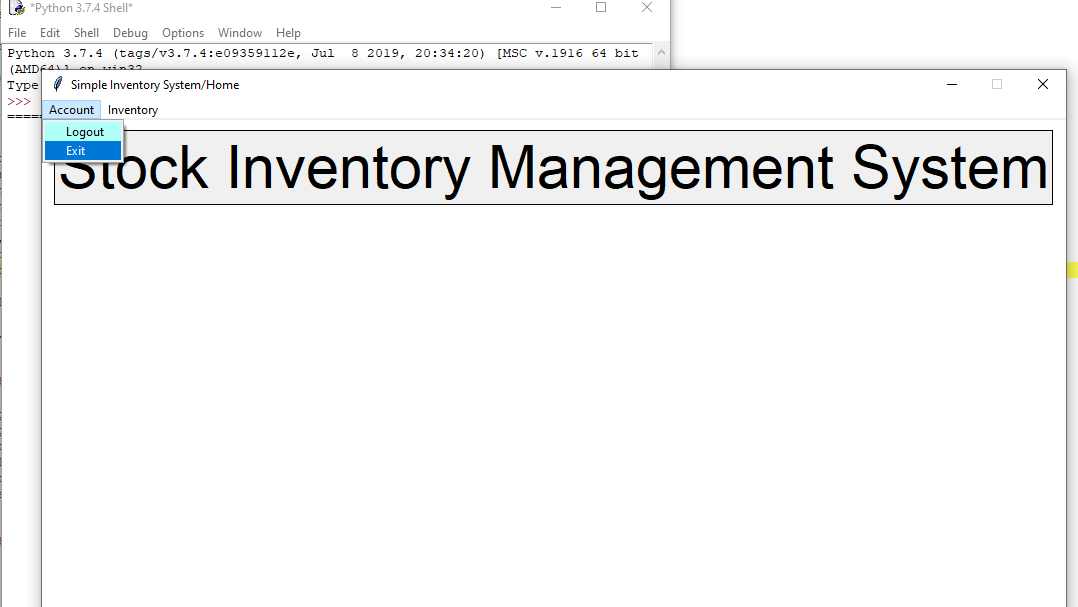 *Python 3.7.4 Shell*
File Edit Shell Debug Options Window Help
Python 3.7.4 (tags/v3.7.4:e09359112e, Jul  8 2019, 20:34:20) [MSC v.1916 64 bit
(AMD64)] on win32
Type
>>>
=====
Simple Inventory System/Home
Account Inventory
Logout
Exit
Stock Inventory Management System